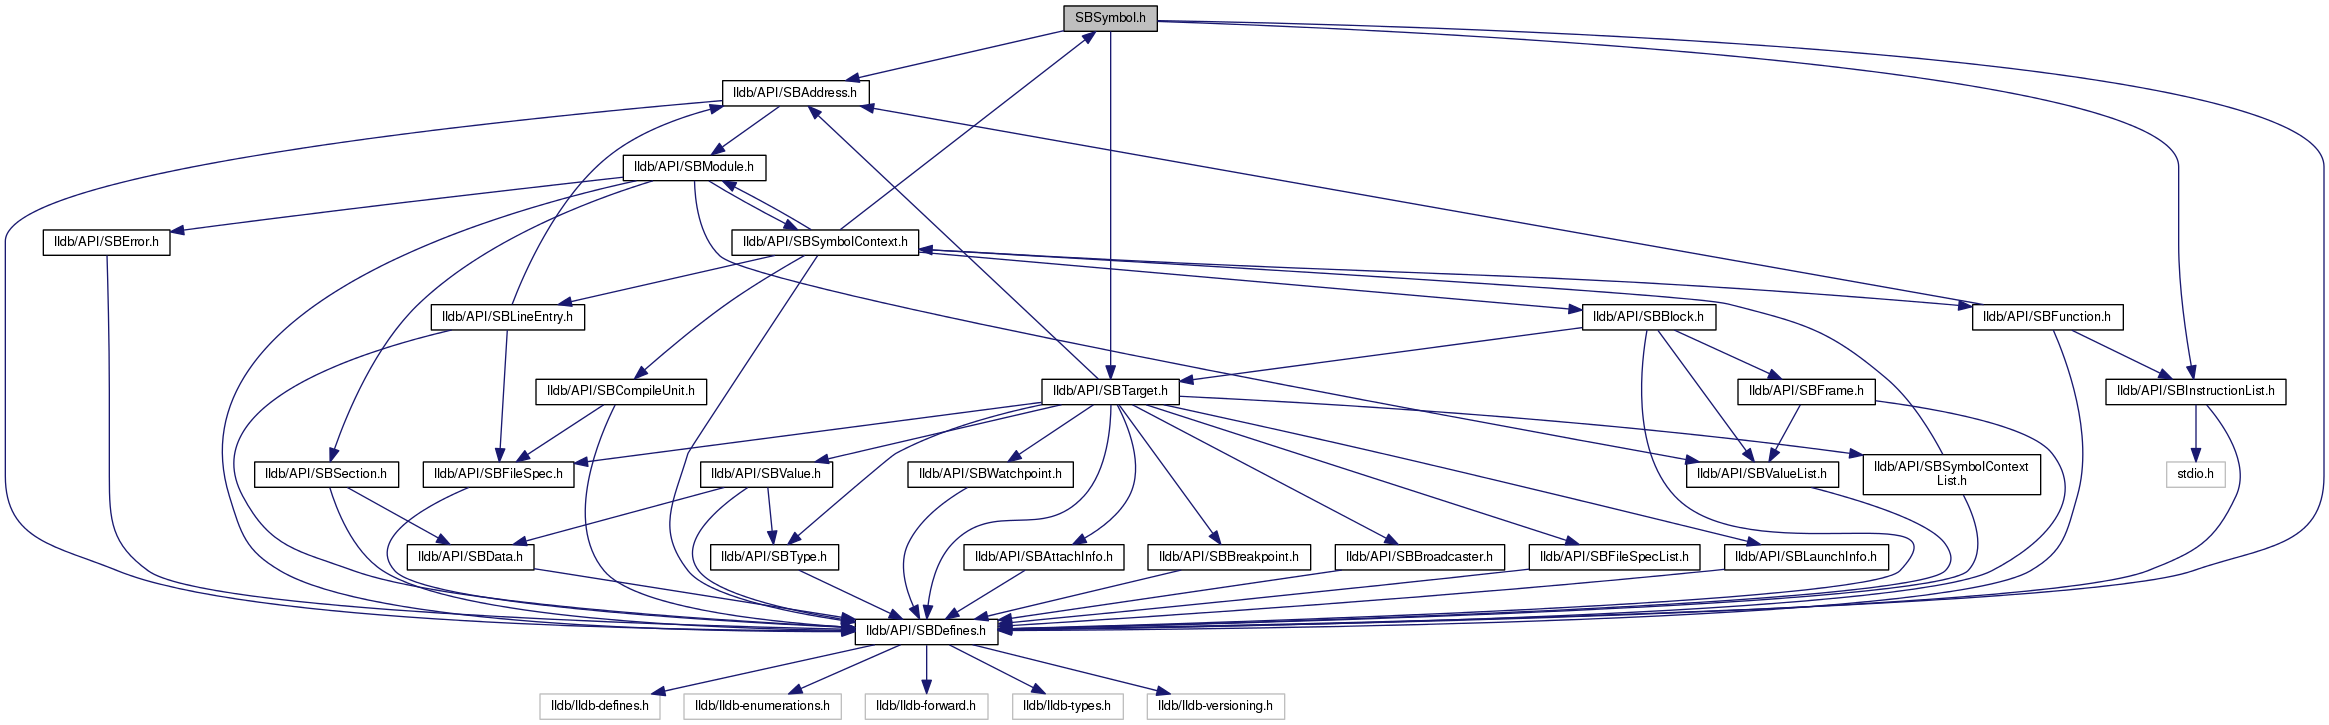 SBSymbol.h
lldb/API/SBAddress.h
lldb/API/SBModule.h
lldb/API/SBError.h
lldb/API/SBSymbolContext.h
lldb/API/SBLineEntry.h
lldb/API/SBBlock.h
lldb/API/SBFunction.h
lldb/API/SBCompileUnit.h
lldb/API/SBTarget.h
lldb/API/SBFrame.h
lldb/API/SBInstructionList.h
lldb/API/SBSection.h
lldb/API/SBFileSpec.h
lldb/API/SBValue.h
lldb/API/SBWatchpoint.h
lldb/API/SBValueList.h
lldb/API/SBSymbolContext
List.h
stdio.h
lldb/API/SBData.h
lldb/API/SBType.h
lldb/API/SBAttachInfo.h
lldb/API/SBBreakpoint.h
lldb/API/SBBroadcaster.h
lldb/API/SBFileSpecList.h
lldb/API/SBLaunchInfo.h
lldb/API/SBDefines.h
lldb/lldb-defines.h
lldb/lldb-enumerations.h
lldb/lldb-forward.h
lldb/lldb-types.h
lldb/lldb-versioning.h